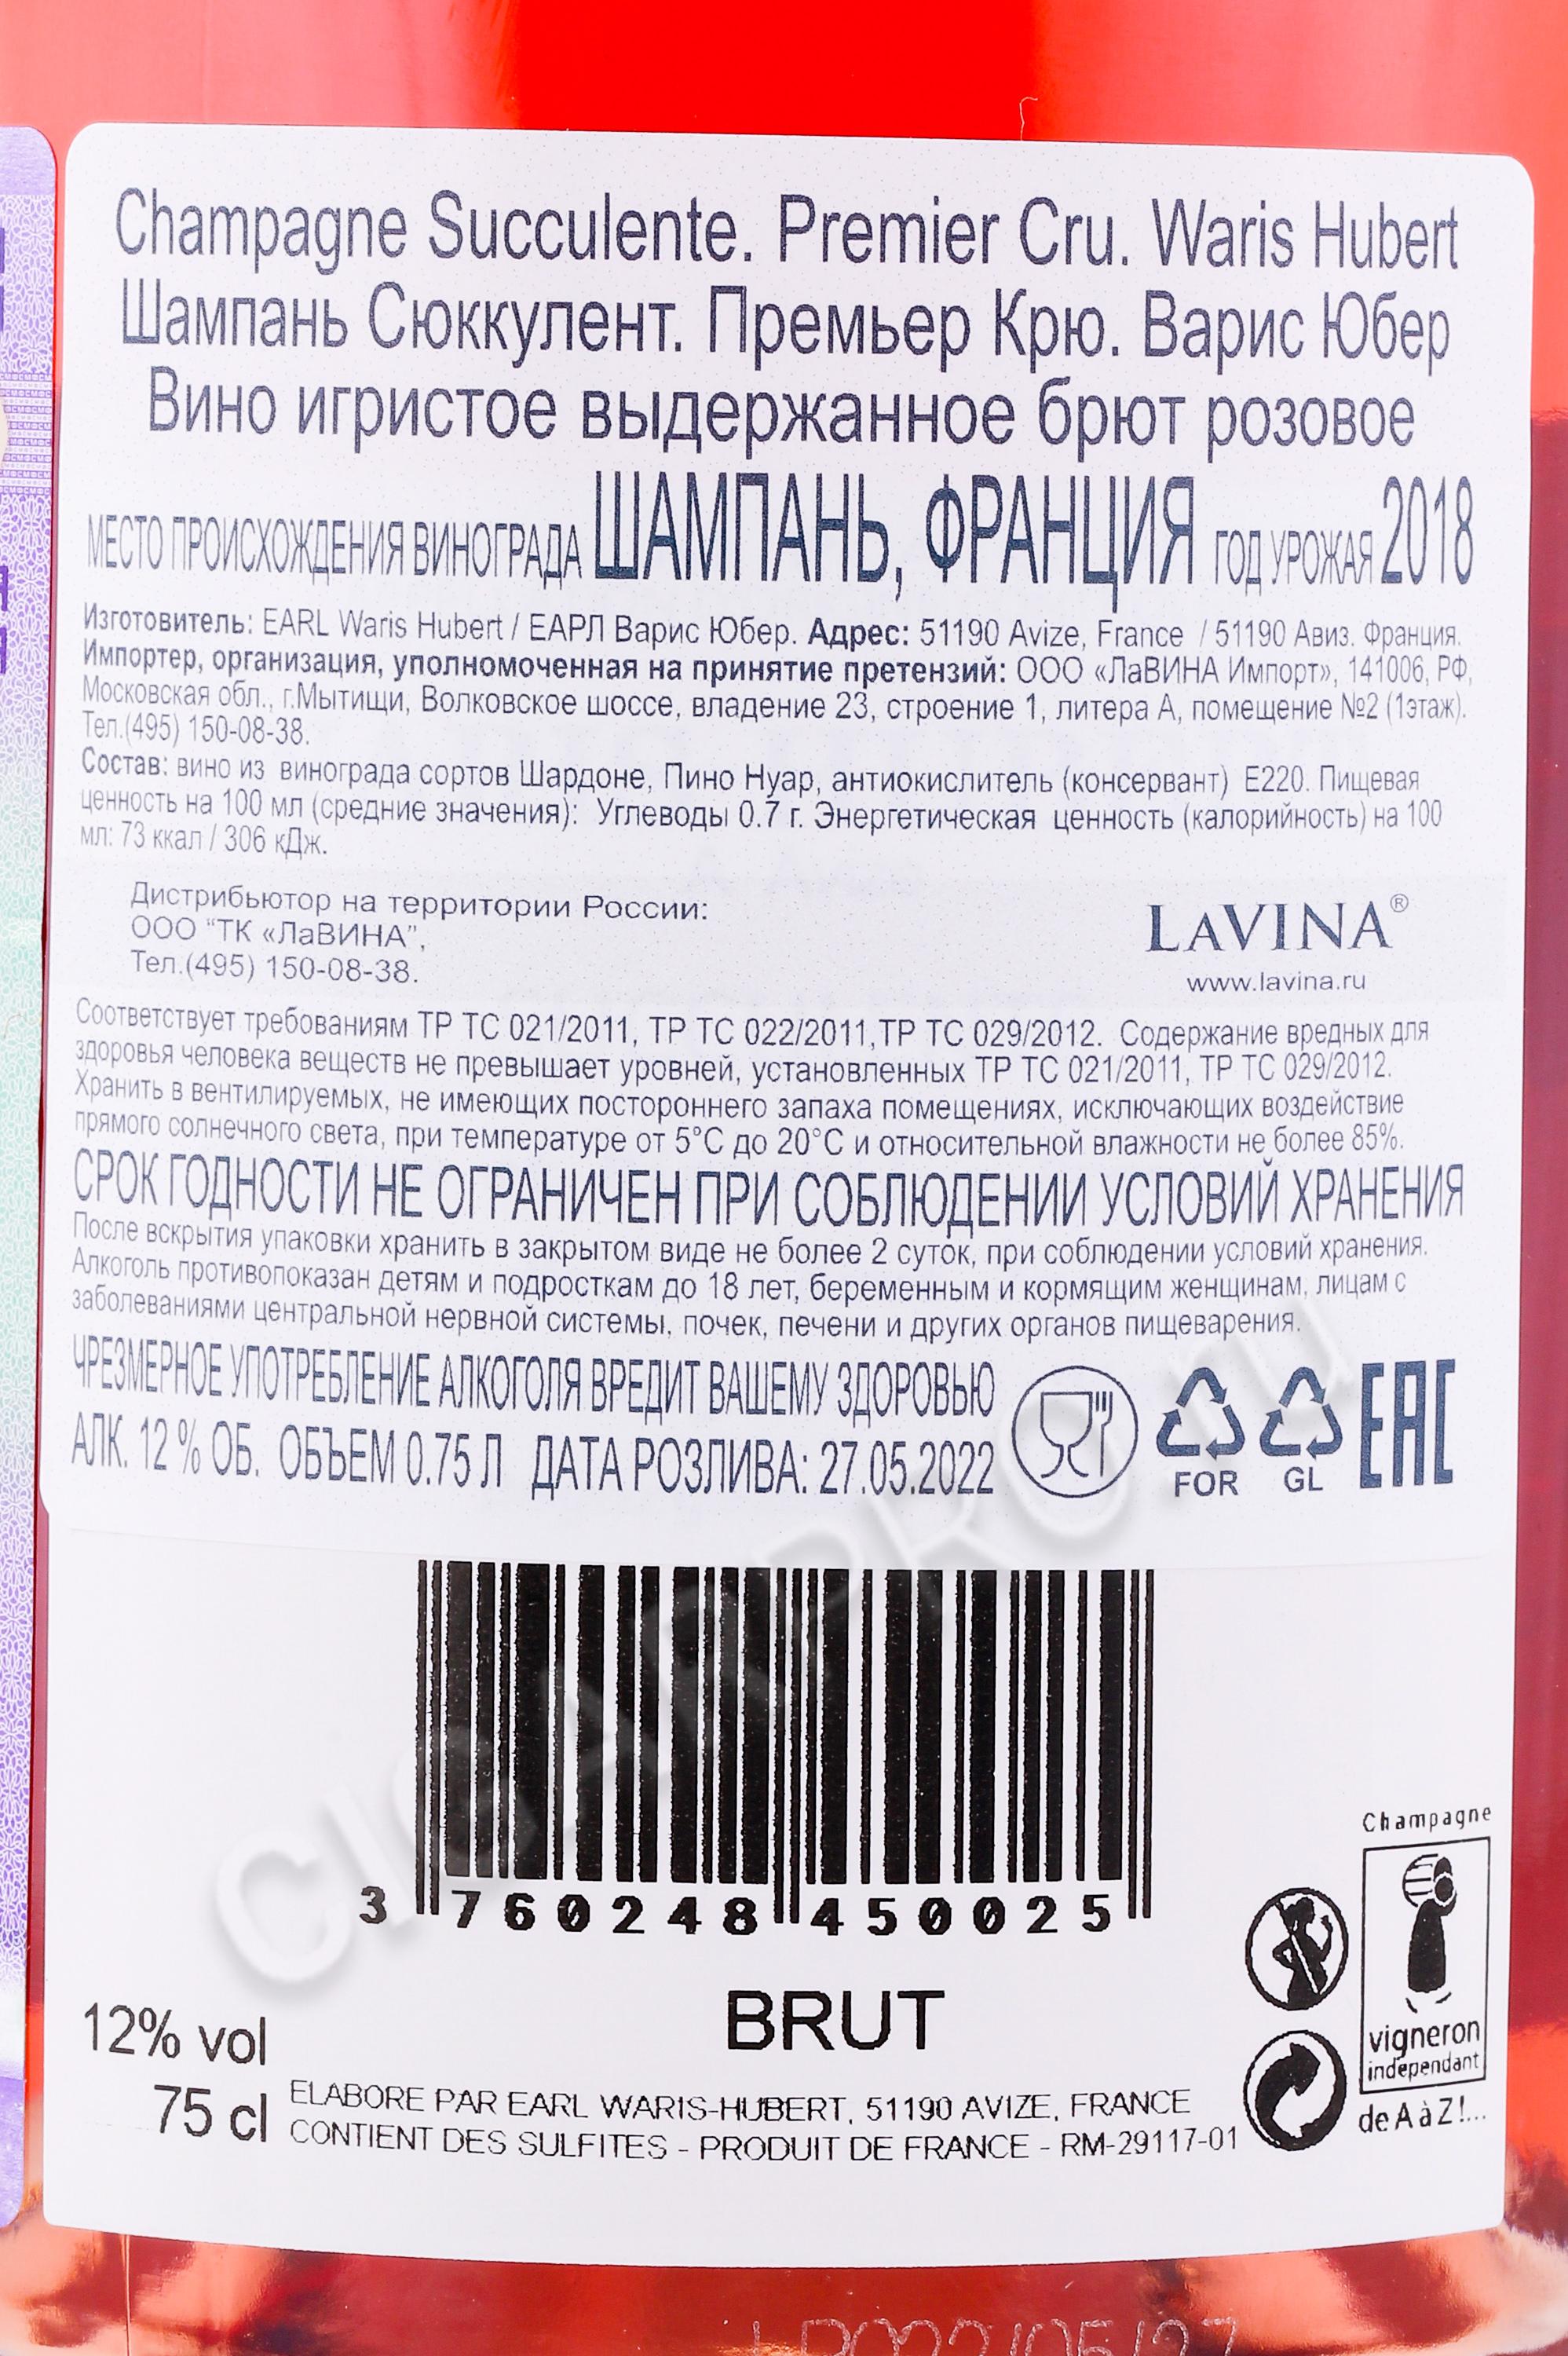 Champagne Succulente. Premier Cru. Waris Hubert
Шампань Сюккулент. Премьер Крю. Варис Юбер
Вино игристое выдержанное брют розовое
МЕСТО ПРОИСХОЖДЕНИЯ ВИНОГРАДА ШАМПАНЬ, ФРАНЦИЯ ГОД УРОЖАЯ 2018
Изготовитель: EARL Waris Hubert / ЕАРЛ Варис Юбер. Адрес: 51190 Avize, France / 51190 Авиз. Франция.
Импортер, организация, уполномоченная на принятие претензий: ООО «ЛаВИНА Импорт», 141006, РФ,
Московская обл., г.Мытищи, Волковское шоссе, владение 23, строение 1, литера А, помещение №2 (1этаж).
Тел.(495) 150-08-38.
Состав: вино из винограда сортов Шардоне, Пино Нуар, антиокислитель (консервант) Е220. Пищевая
ценность на 100 мл (средние значения): Углеводы 0.7 г. Энергетическая ценность (калорийность) на 100
мл: 73 ккал / 306 кДж.
Дистрибьютор на территории России:
ООО "ТК «ЛаВИНА",
Тел.(495) 150-08-38.
LAVINA®
www.lavina.ru
Соответствует требованиям ТР ТС 021/2011, ТР ТС 022/2011,ТР ТС 029/2012. Содержание вредных для
здоровья человека веществ не превышает уровней, установленных ТР ТС 021/2011, ТР ТС 029/2012.
Хранить в вентилируемых, не имеющих постороннего запаха помещениях, исключающих воздействие
прямого солнечного света, при температуре от 5°С до 20°С и относительной влажности не более 85%.
СРОК ГОДНОСТИ НЕ ОГРАНИЧЕН ПРИ СОБЛЮДЕНИИ УСЛОВИЙ ХРАНЕНИЯ
После вскрытия упаковки хранить в закрытом виде не более 2 суток, при соблюдении условий хранения.
Алкоголь противопоказан детям и подросткам до 18 лет, беременным и кормящим женщинам, лицам с
заболеваниями центральной нервной системы, почек, печени и других органов пищеварения.
ЧРЕЗМЕРНОЕ УПОТРЕБЛЕНИЕ АЛКОГОЛЯ ВРЕДИТ ВАШЕМУ ЗДОРОВЬЮ
АЛК. 12 % ОБ. ОБЪЕМ 0.75 Л ДАТА РОЗЛИВА: 27.05.2022
FOR GL EAC
3 760248 450025
BRUT
12% vol
75 cl
ELABORE PAR EARL WARIS-HUBERT, 51190 AVIZE, FRANCE
CONTIENT DES SULFITES - PRODUIT DE FRANCE - RM-29117-01
Champagne
vigneron
independant
de A à Z !...